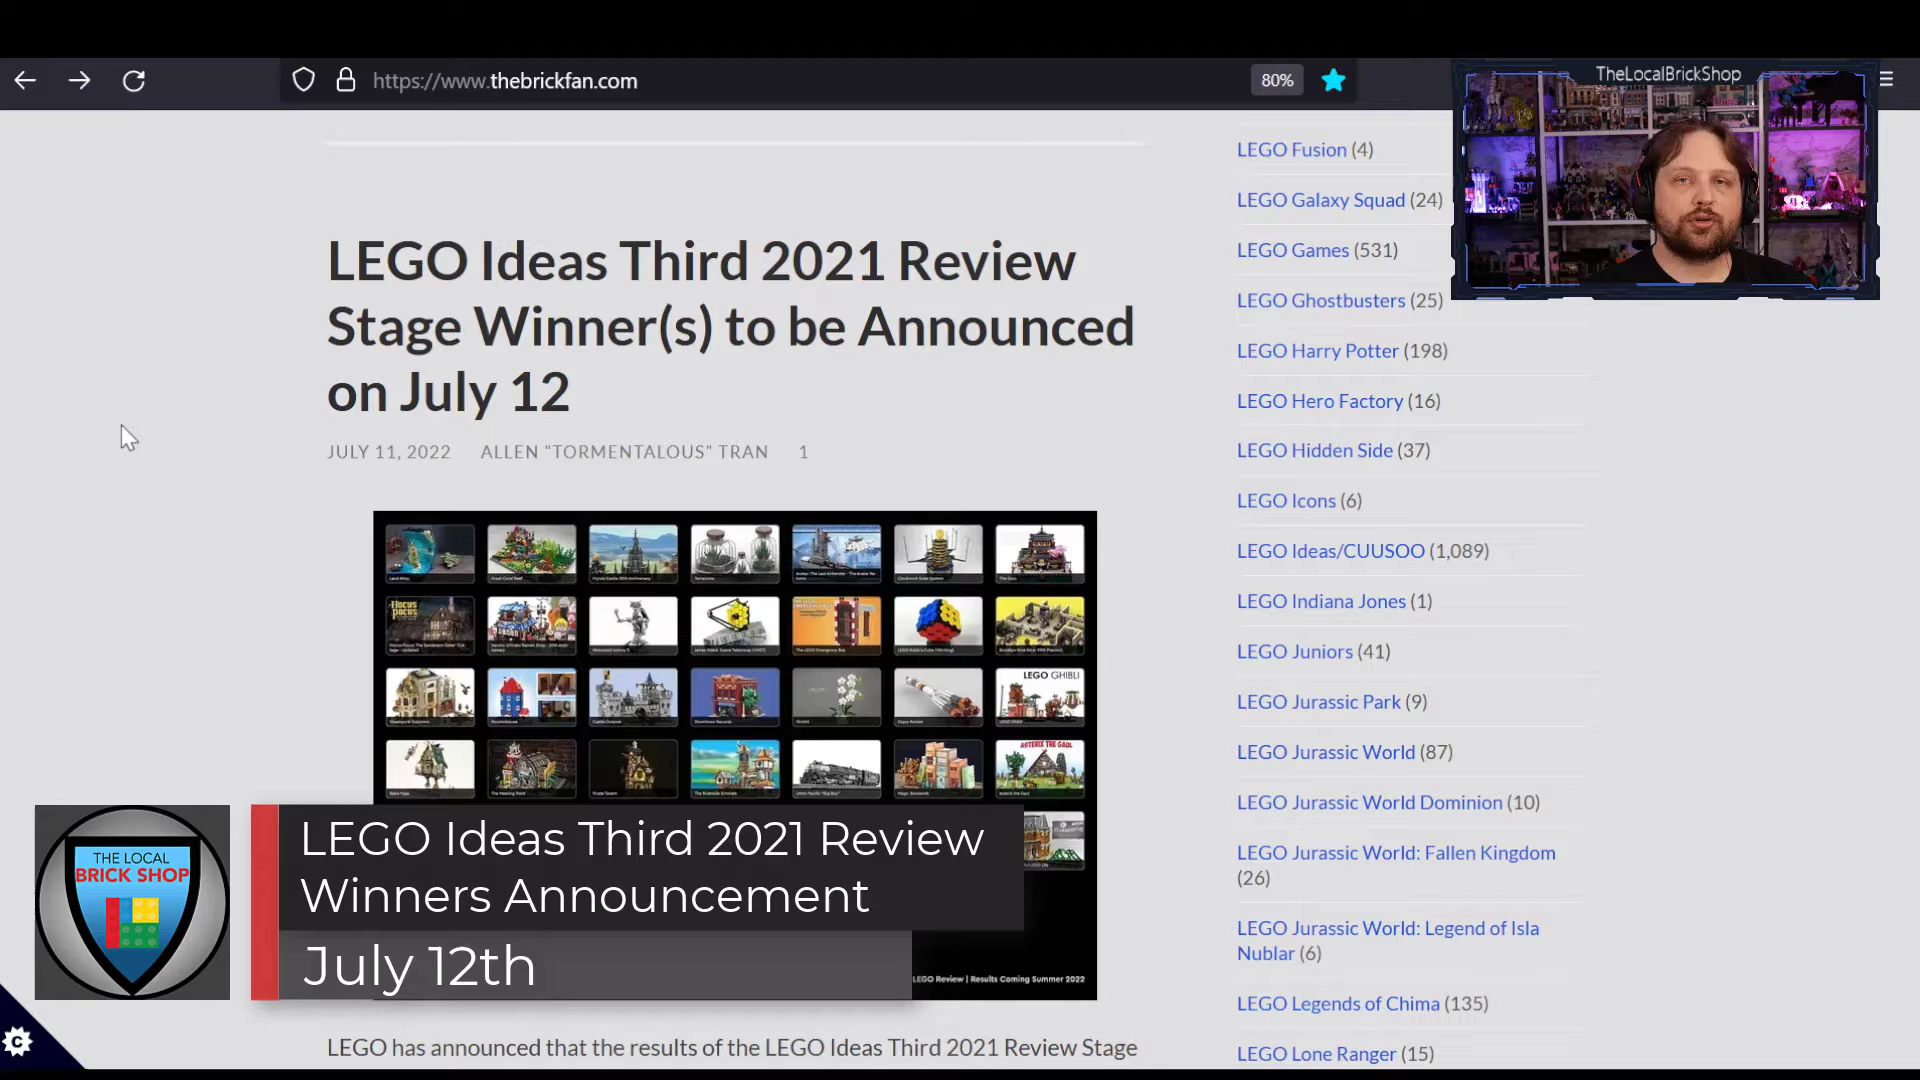 https://www.thebrickfan.com
80%
TheLocalBrickShop
LEGO Fusion (4)
LEGO Galaxy Squad (24)
LEGO Games (531)
LEGO Ghostbusters (25)
LEGO Harry Potter (198)
LEGO Hero Factory (16)
LEGO Hidden Side (37)
LEGO Icons (6)
LEGO Ideas/CUUSOO (1,089)
LEGO Indiana Jones (1)
LEGO Juniors (41)
LEGO Jurassic Park (9)
LEGO Jurassic World (87)
LEGO Jurassic World Dominion (10)
LEGO Jurassic World: Fallen Kingdom
(26)
LEGO Jurassic World: Legend of Isla
Nublar (6)
LEGO Legends of Chima (135)
LEGO Lone Ranger (15)
LEGO Ideas Third 2021 Review
Stage Winner(s) to be Announced
on July 12
JULY 11, 2022 ALLEN "TORMENTALOUS" TRAN 1
Hocus
pocus
LEGO GHIBLI
ASTERIX THE GAUL
LEGO Review | Results Coming Summer 2022
THE LOCAL
BRICK SHOP
LEGO Ideas Third 2021 Review
Winners Announcement
July 12th
LEGO has announced that the results of the LEGO Ideas Third 2021 Review Stage